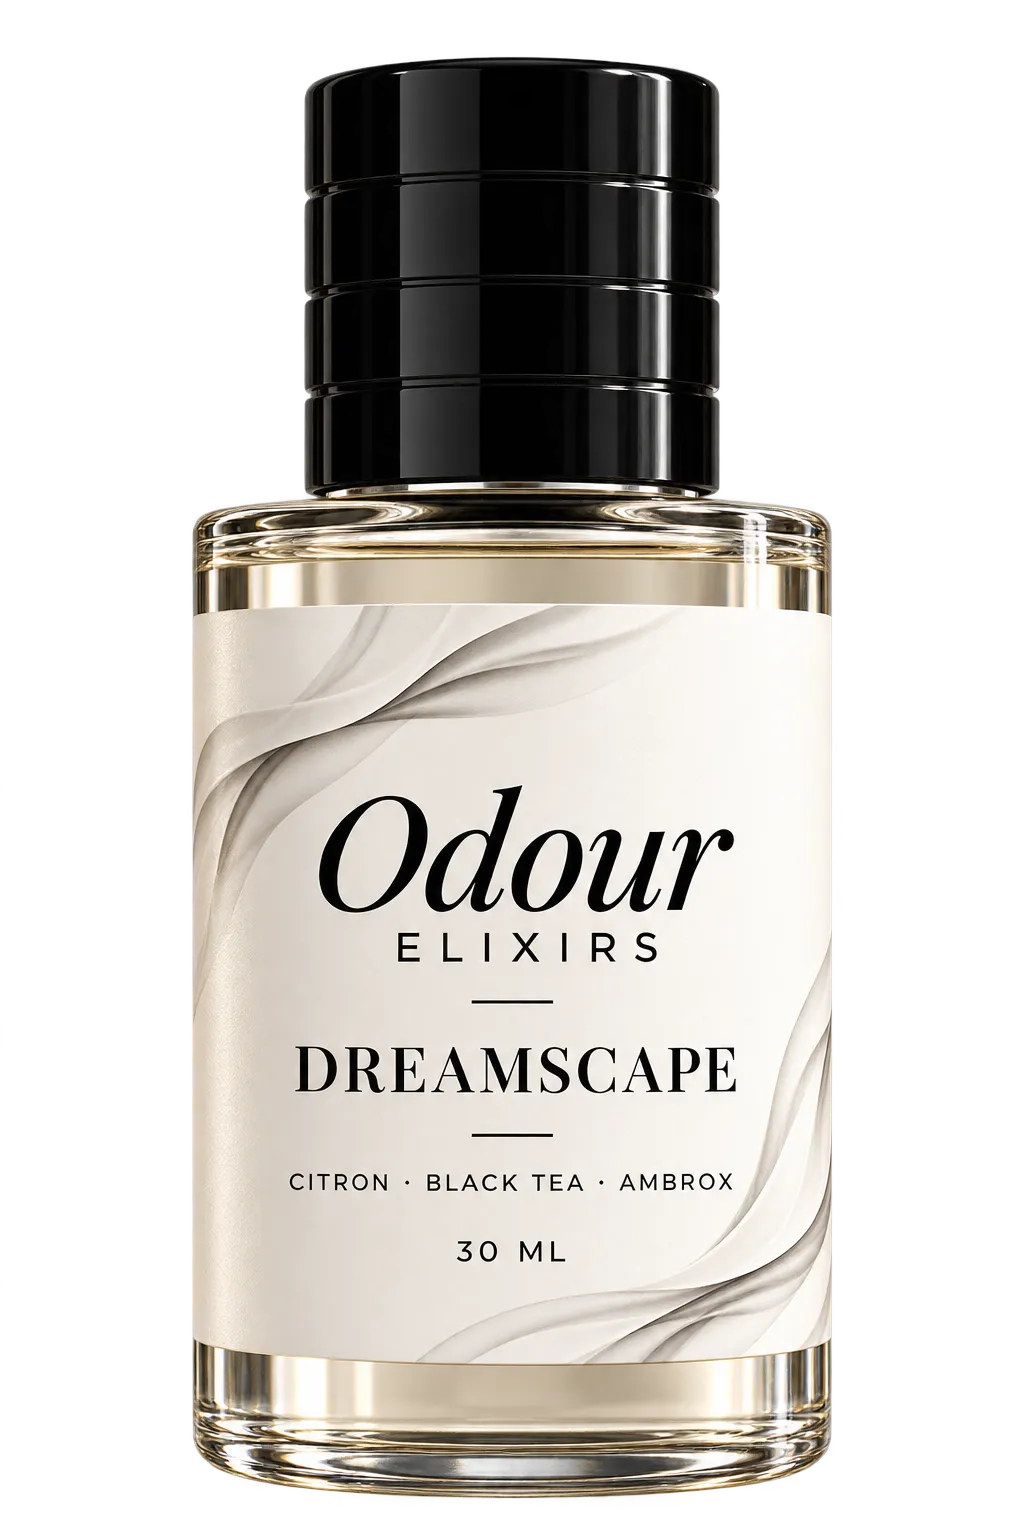 Odour
ELIXIRS
DREAMSCAPE
CITRON · BLACK TEA · AMBROX
30 ML